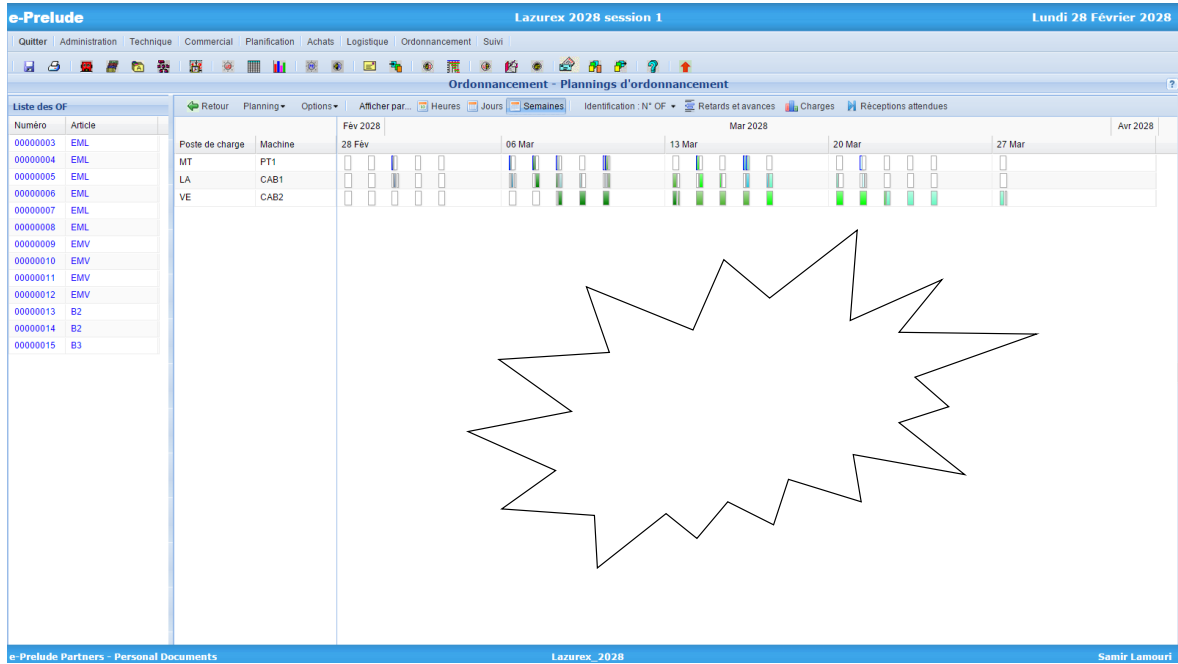 e-Prelude Lazurex 2028 session 1 Lundi 28 Février 2028
Quitter Administration Technique Commercial Planification Achats Logistique Ordonnancement Suivi
Ordonnancement - Plannings d'ordonnancement ?
Liste des OF
Numéro Article
00000003 EML
00000004 EML
00000005 EML
00000006 EML
00000007 EML
00000008 EML
00000009 EMV
00000010 EMV
00000011 EMV
00000012 EMV
00000013 B2
00000014 B2
00000015 B3
Retour Planning Options Afficher par... Heures Jours Semaines Identification : N° OF Retards et avances Charges Réceptions attendues
Fév 2028 Mar 2028 Avr 2028
Poste de charge Machine 28 Fév 06 Mar 13 Mar 20 Mar 27 Mar
MT PT1
LA CAB1
VE CAB2
e-Prelude Partners - Personal Documents Lazurex_2028 Samir Lamouri